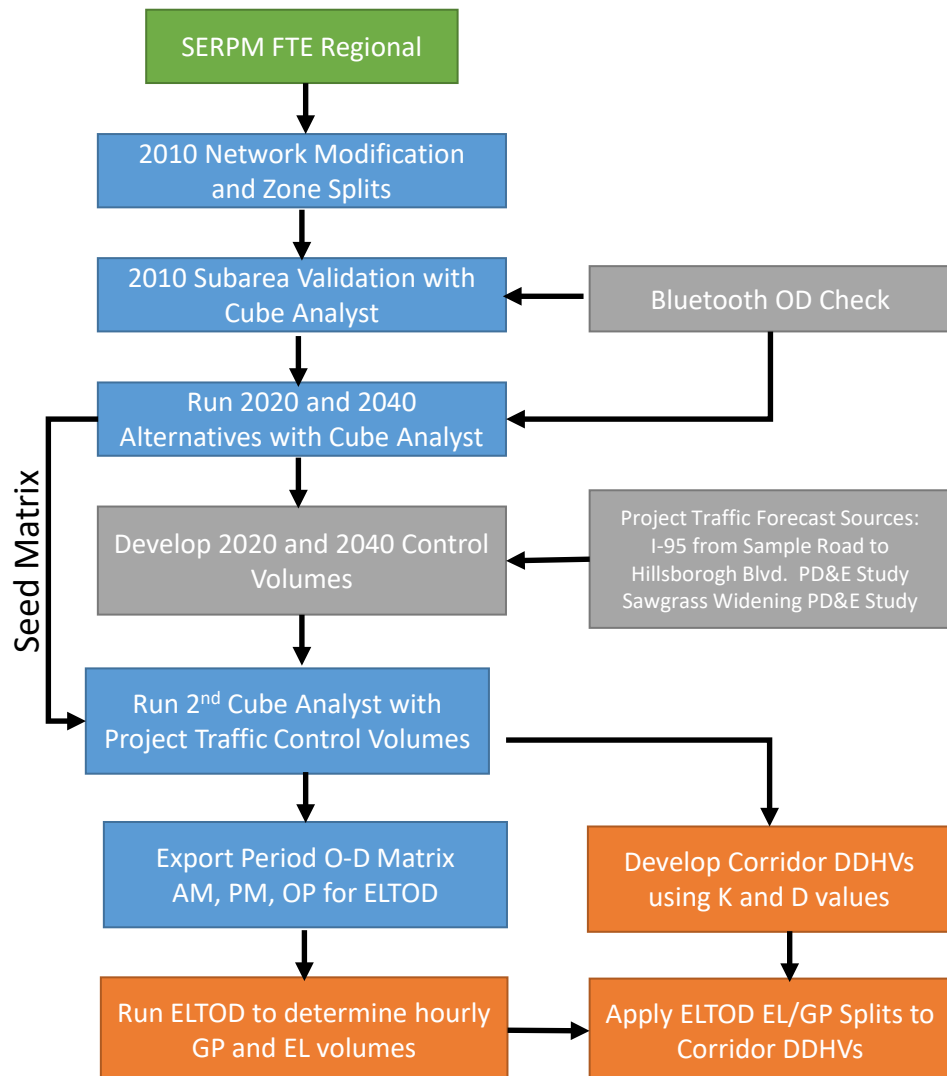 SERPM FTE Regional
2010 Network Modification
and Zone Splits
2010 Subarea Validation with
Cube Analyst
Bluetooth OD Check
Run 2020 and 2040
Alternatives with Cube Analyst
Seed Matrix
Develop 2020 and 2040 Control
Volumes
Project Traffic Forecast Sources:
I-95 from Sample Road to
Hillsborogh Blvd. PD&E Study
Sawgrass Widening PD&E Study
Run 2nd Cube Analyst with
Project Traffic Control Volumes
Export Period O-D Matrix
AM, PM, OP for ELTOD
Develop Corridor DDHVs
using K and D values
Run ELTOD to determine hourly
GP and EL volumes
Apply ELTOD EL/GP Splits to
Corridor DDHVs